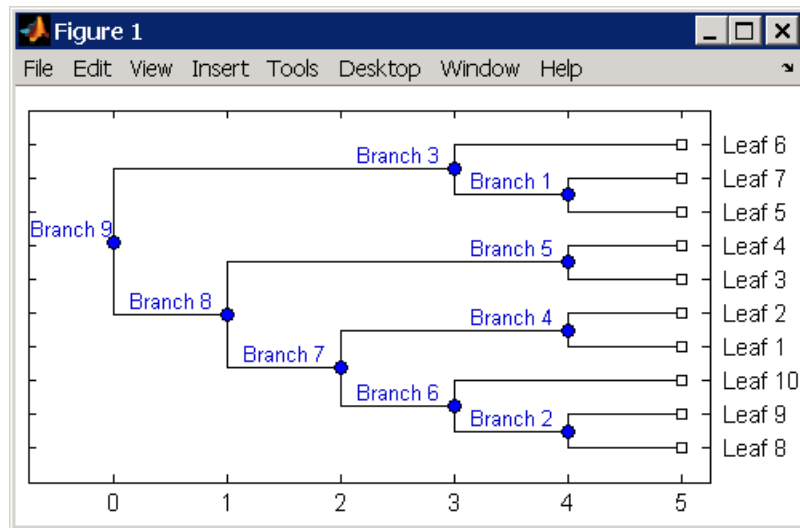 Figure 1
File Edit View Insert Tools Desktop Window Help
Leaf 6
Branch 3
Leaf 7
Branch 1
Leaf 5
Branch 9
Leaf 4
Branch 5
Leaf 3
Branch 8
Leaf 2
Branch 4
Leaf 1
Branch 7
Leaf 10
Branch 6
Leaf 9
Branch 2
Leaf 8
0 1 2 3 4 5